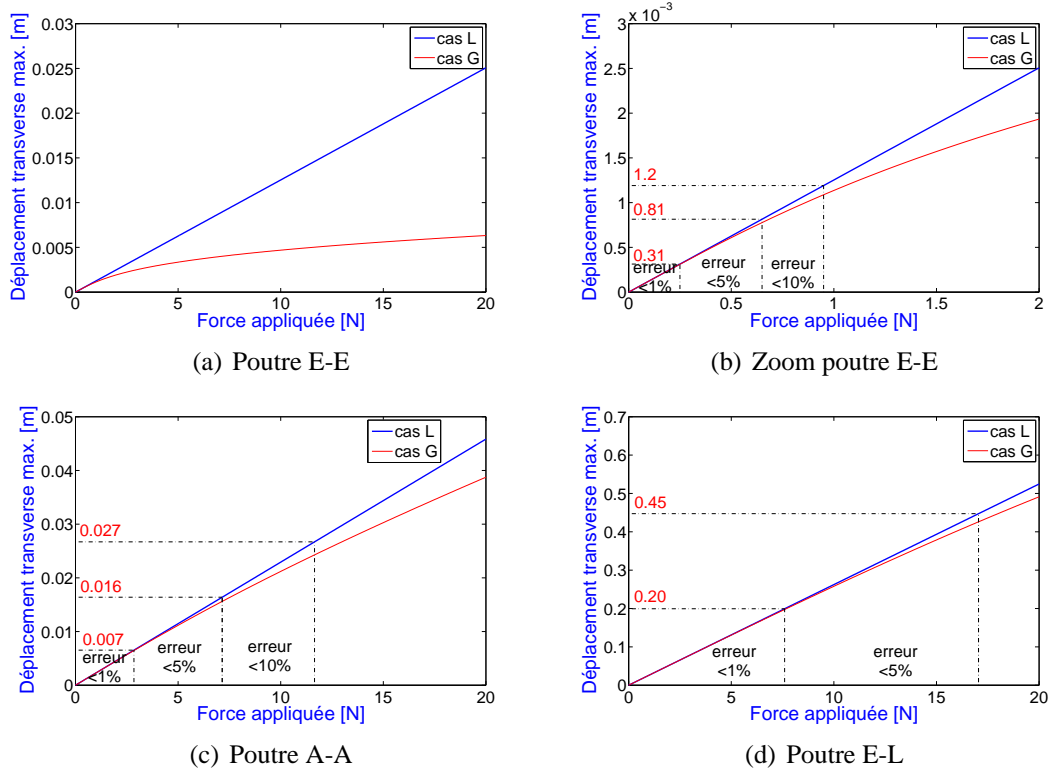 Déplacement transverse max. [m]
0.03
0.025
0.02
0.015
0.01
0.005
0
0
5
10
15
20
Force appliquée [N]
cas L
cas G
(a) Poutre E-E
Déplacement transverse max. [m]
x 10⁻³
3
2.5
2
1.5
1
0.5
0
0
0.5
1
1.5
2
Force appliquée [N]
cas L
cas G
1.2
0.81
0.31
erreur
<1%
erreur
<5%
erreur
<10%
(b) Zoom poutre E-E
Déplacement transverse max. [m]
0.05
0.04
0.03
0.02
0.01
0
0
5
10
15
20
Force appliquée [N]
cas L
cas G
0.027
0.016
0.007
erreur
<1%
erreur
<5%
erreur
<10%
(c) Poutre A-A
Déplacement transverse max. [m]
0.7
0.6
0.5
0.4
0.3
0.2
0.1
0
0
5
10
15
20
Force appliquée [N]
cas L
cas G
0.45
0.20
erreur
<1%
erreur
<5%
(d) Poutre E-L